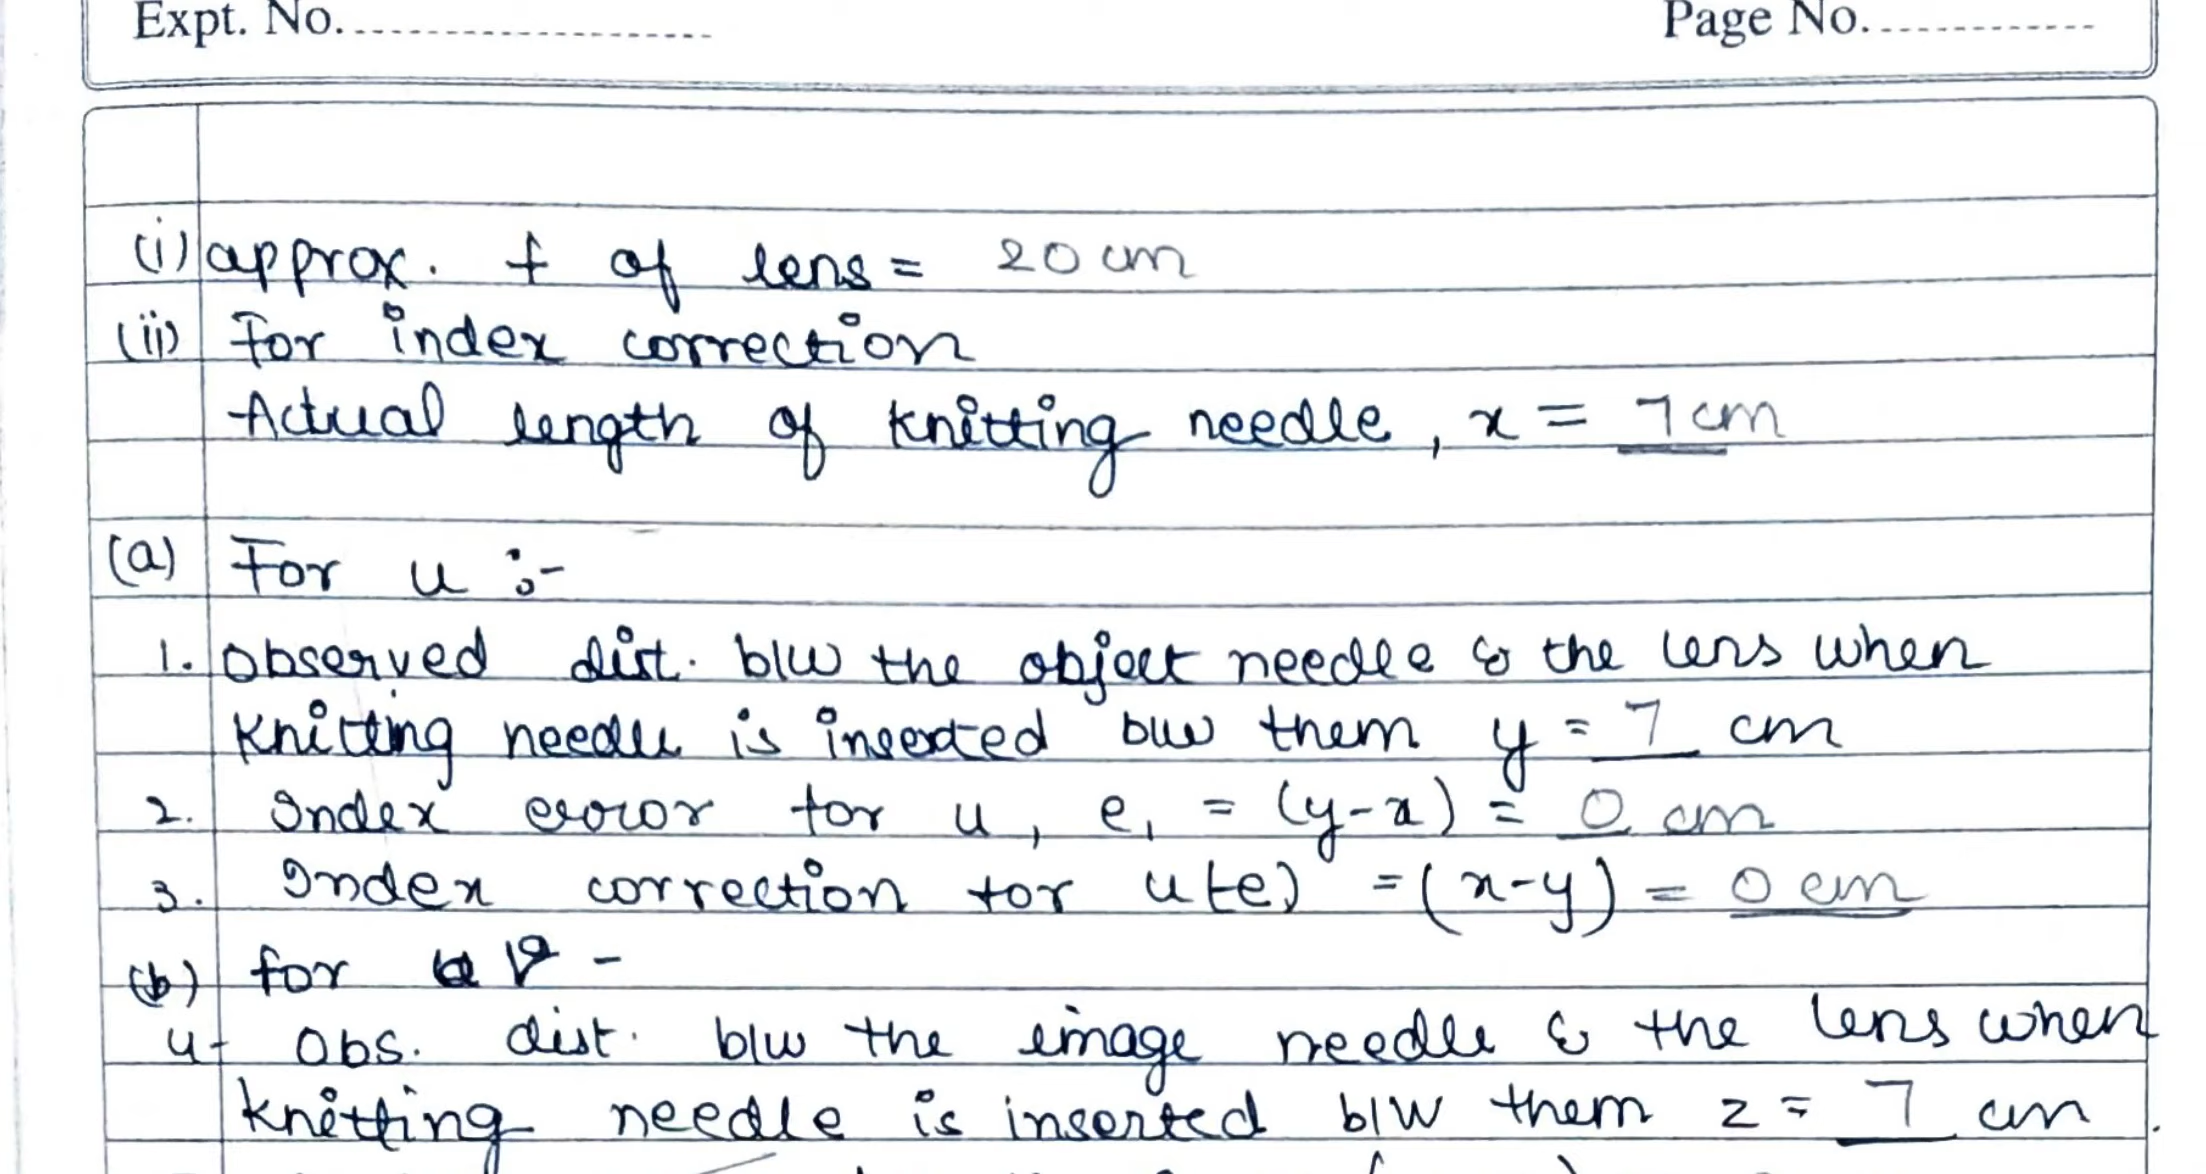 Expt. No. Page No.
(i) approx. f of lens = 20 cm
(ii) For index correction
Actual length of knitting needle, x = 7 cm
(a) For u :-
1. Observed dist. b/w the object needle & the lens when
knitting needle is inserted b/w them y = 7 cm
2. Index error for u, e₁ = (y-x) = 0 cm
3. Index correction for u (e) = (x-y) = 0 cm
(b) for v -
4. Obs. dist. b/w the image needle & the lens when
knitting needle is inserted b/w them z = 7 cm.